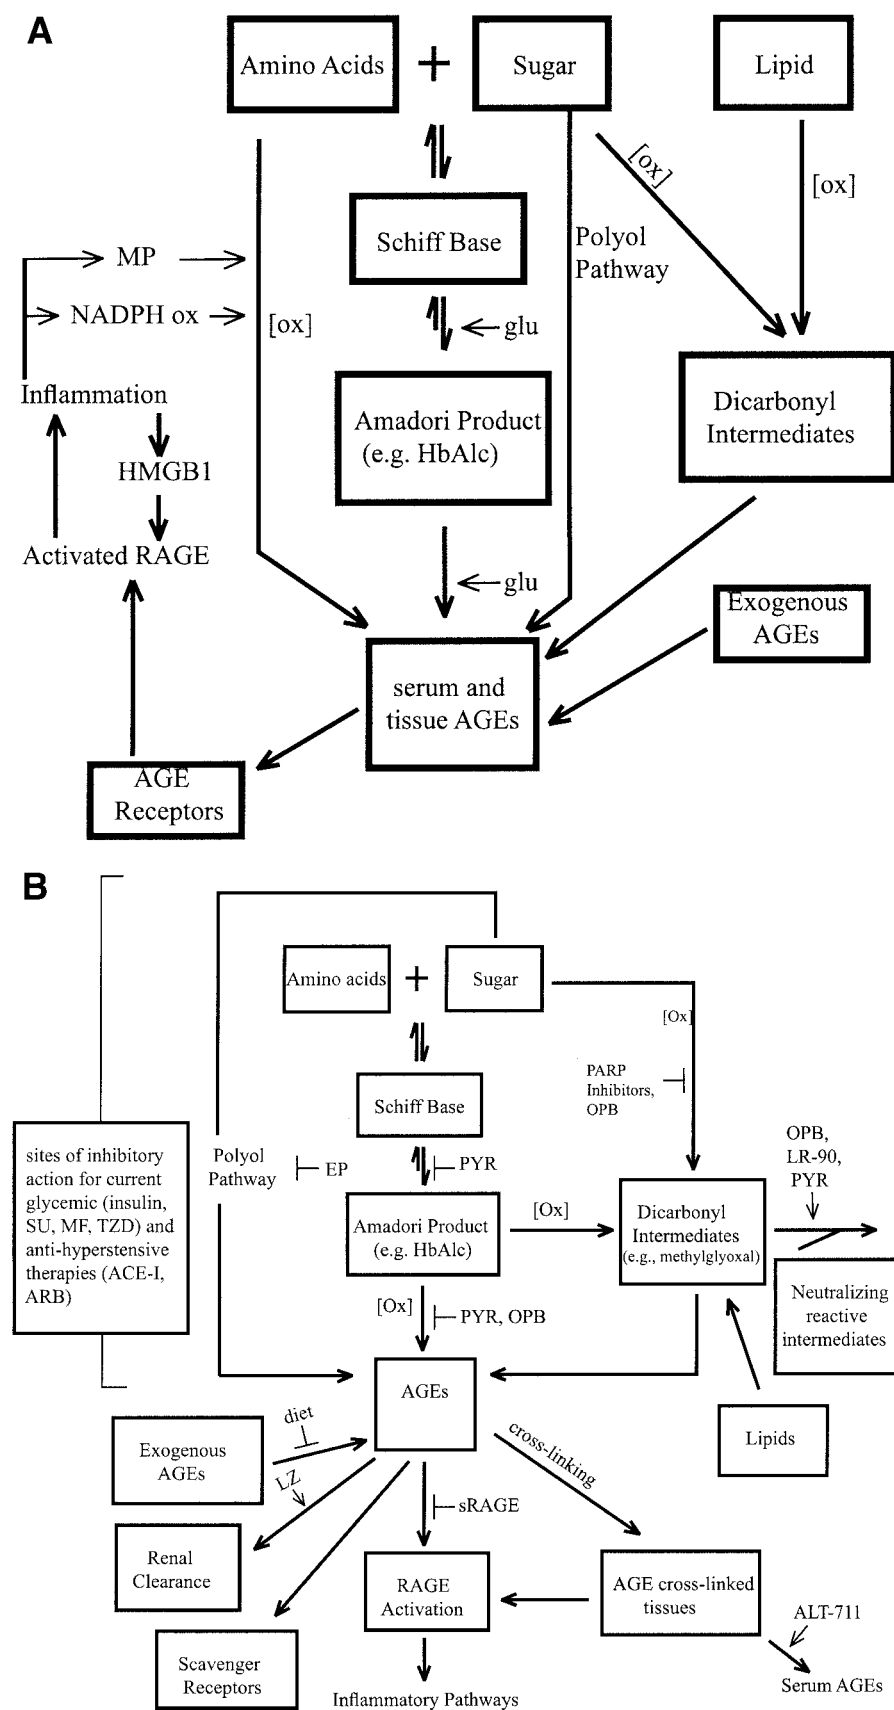 A
Amino Acids
+
Sugar
Lipid
[ox]
[ox]
Schiff Base
Polyol
Pathway
MP
NADPH ox
[ox]
glu
Inflammation
Amadori Product
(e.g. HbAlc)
Dicarbonyl
Intermediates
HMGB1
Activated RAGE
glu
Exogenous
AGEs
serum and
tissue AGEs
AGE
Receptors
B
Amino acids
+
Sugar
[Ox]
PARP
Inhibitors,
OPB
Schiff Base
sites of inhibitory
action for current
glycemic (insulin,
SU, MF, TZD) and
anti-hyperstensive
therapies (ACE-I,
ARB)
Polyol
Pathway
EP
PYR
OPB,
LR-90,
PYR
Amadori Product
(e.g. HbAlc)
[Ox]
Dicarbonyl
Intermediates
(e.g., methylglyoxal)
Neutralizing
reactive
intermediates
[Ox]
PYR, OPB
AGEs
Lipids
diet
Exogenous
AGEs
cross-linking
LZ
sRAGE
Renal
Clearance
RAGE
Activation
AGE cross-linked
tissues
ALT-711
Scavenger
Receptors
Inflammatory Pathways
Serum AGEs